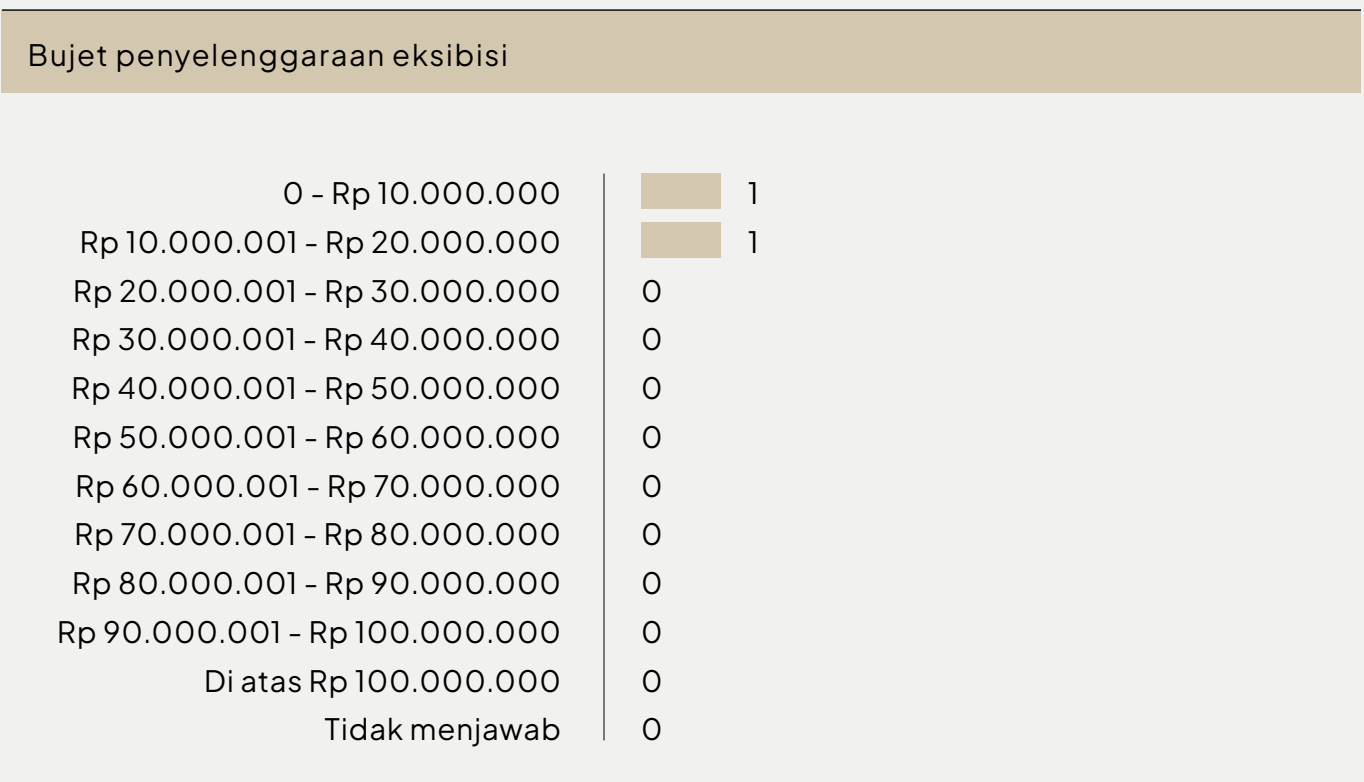 Bujet penyelenggaraan eksibisi
0 - Rp 10.000.000 1
Rp 10.000.001 - Rp 20.000.000 1
Rp 20.000.001 - Rp 30.000.000 0
Rp 30.000.001 - Rp 40.000.000 0
Rp 40.000.001 - Rp 50.000.000 0
Rp 50.000.001 - Rp 60.000.000 0
Rp 60.000.001 - Rp 70.000.000 0
Rp 70.000.001 - Rp 80.000.000 0
Rp 80.000.001 - Rp 90.000.000 0
Rp 90.000.001 - Rp 100.000.000 0
Di atas Rp 100.000.000 0
Tidak menjawab 0